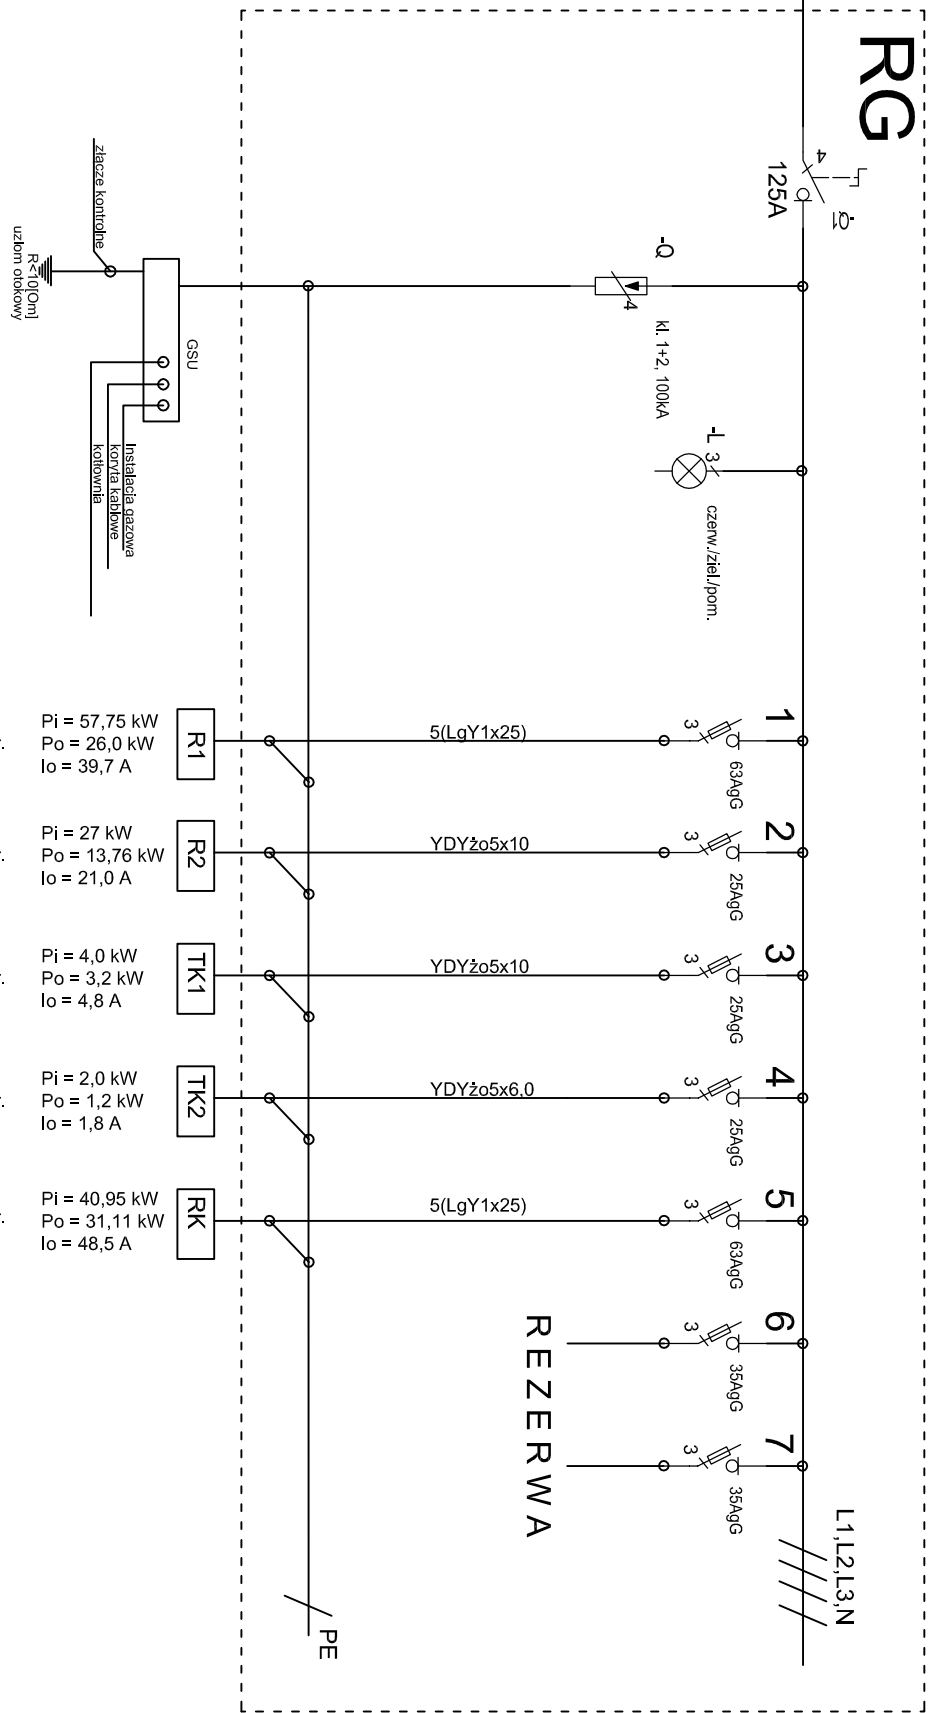 RG
4
-Q1
125A
-Q
4
kl. 1+2, 100kA
-L
3
czerw./ziel./pom.
złącze kontrolne
R<10[Om]
uziom otokowy
GSU
Instalacja gazowa
koryta kablowe
kotłownia
1
3
63AgG
5(LgY1x25)
R1
Pi = 57,75 kW
Po = 26,0 kW
Io = 39,7 A
2
3
25AgG
YDYżo5x10
R2
Pi = 27 kW
Po = 13,76 kW
Io = 21,0 A
3
3
25AgG
YDYżo5x10
TK1
Pi = 4,0 kW
Po = 3,2 kW
Io = 4,8 A
4
3
25AgG
YDYżo5x6,0
TK2
Pi = 2,0 kW
Po = 1,2 kW
Io = 1,8 A
5
3
63AgG
5(LgY1x25)
RK
Pi = 40,95 kW
Po = 31,11 kW
Io = 48,5 A
6
3
35AgG
7
3
35AgG
REZERWA
L1,L2,L3,N
PE